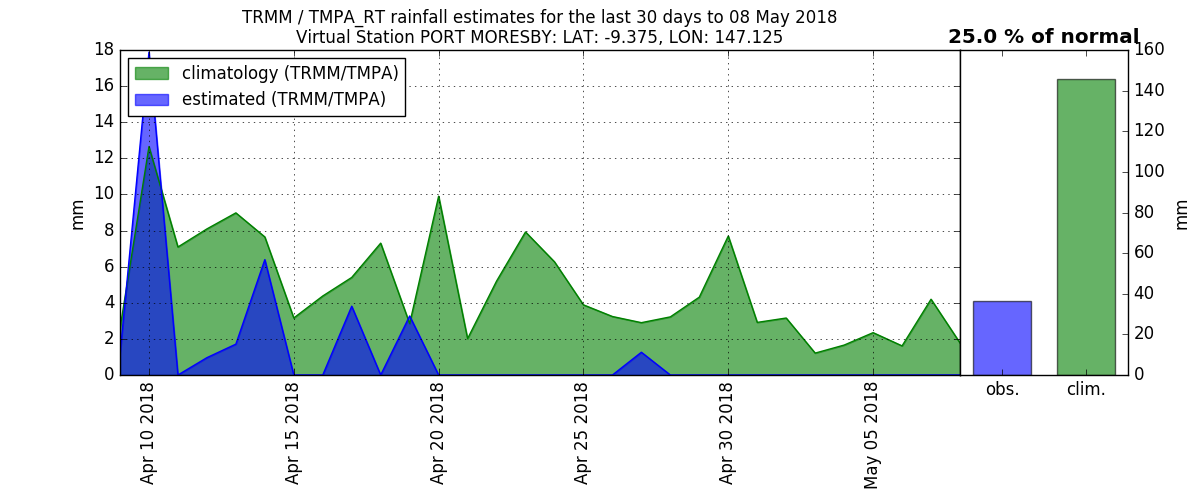 TRMM / TMPA_RT rainfall estimates for the last 30 days to 08 May 2018
Virtual Station PORT MORESBY: LAT: -9.375, LON: 147.125
25.0 % of normal
climatology (TRMM/TMPA)
estimated (TRMM/TMPA)
mm
18
16
14
12
10
8
6
4
2
0
Apr 10 2018
Apr 15 2018
Apr 20 2018
Apr 25 2018
Apr 30 2018
May 05 2018
160
140
120
100
80
60
40
20
0
mm
obs.
clim.